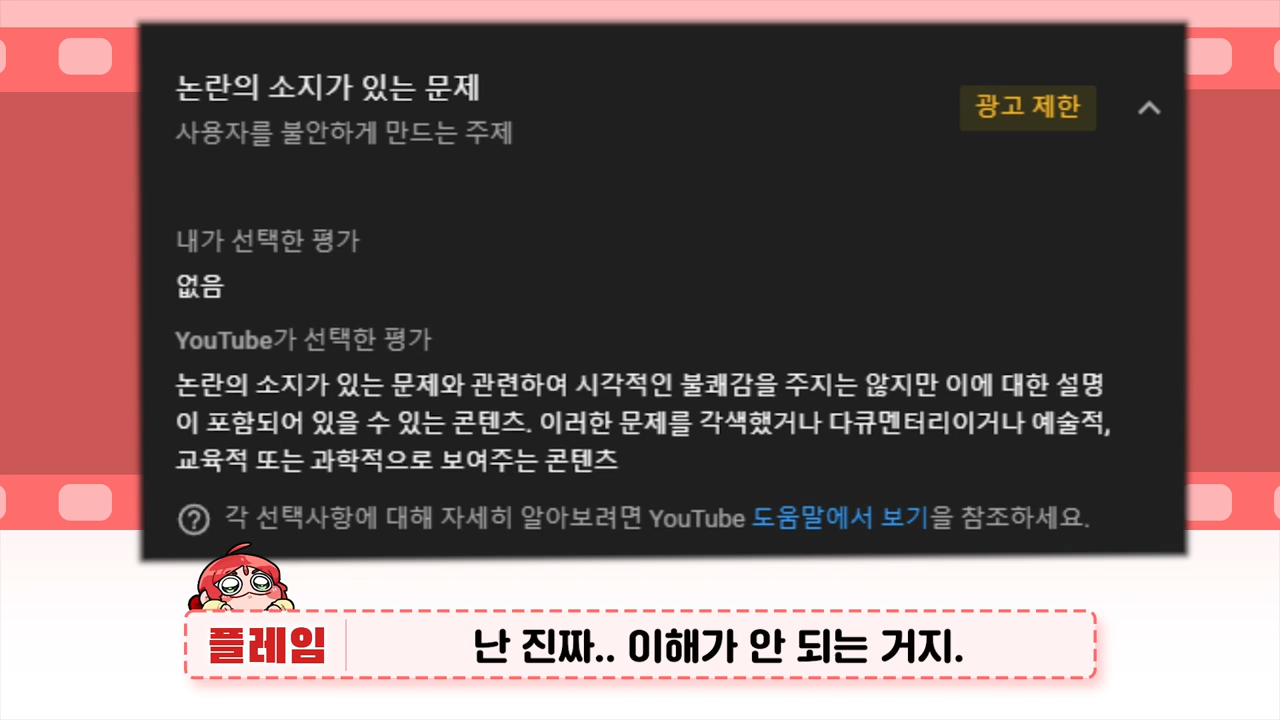 논란의 소지가 있는 문제
사용자를 불안하게 만드는 주제
광고 제한
내가 선택한 평가
없음
YouTube가 선택한 평가
논란의 소지가 있는 문제와 관련하여 시각적인 불쾌감을 주지는 않지만 이에 대한 설명
이 포함되어 있을 수 있는 콘텐츠. 이러한 문제를 각색했거나 다큐멘터리이거나 예술적,
교육적 또는 과학적으로 보여주는 콘텐츠
각 선택사항에 대해 자세히 알아보려면 YouTube 도움말에서 보기을 참조하세요.
플레임
난 진짜.. 이해가 안 되는 거지.